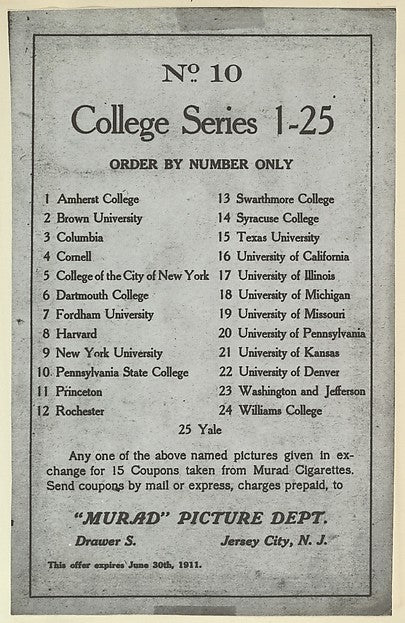 No. 10
College Series 1-25
ORDER BY NUMBER ONLY
1 Amherst College
2 Brown University
3 Columbia
4 Cornell
5 College of the City of New York
6 Dartmouth College
7 Fordham University
8 Harvard
9 New York University
10 Pennsylvania State College
11 Princeton
12 Rochester
13 Swarthmore College
14 Syracuse College
15 Texas University
16 University of California
17 University of Illinois
18 University of Michigan
19 University of Missouri
20 University of Pennsylvania
21 University of Kansas
22 University of Denver
23 Washington and Jefferson
24 Williams College
25 Yale
Any one of the above named pictures given in ex-
change for 15 Coupons taken from Murad Cigarettes.
Send coupons by mail or express, charges prepaid, to
"MURAD" PICTURE DEPT.
Drawer S. Jersey City, N. J.
This offer expires June 30th, 1911.